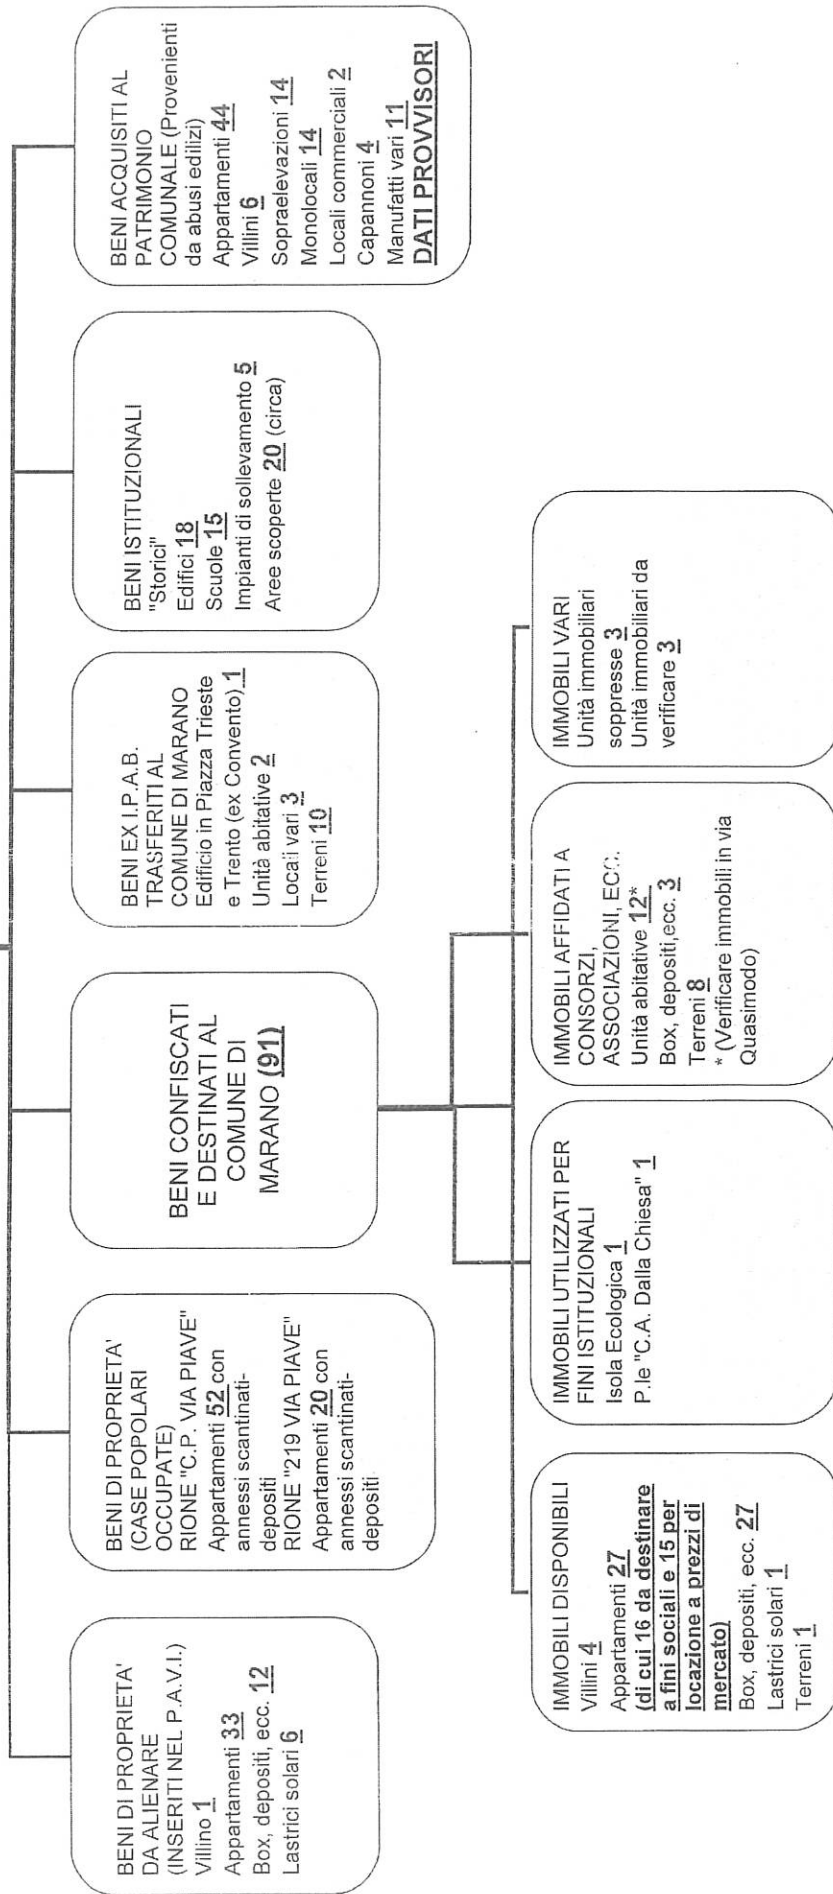 BENI DI PROPRIETA'
DA ALIENARE
(INSERITI NEL P.A.V.I.)
Villino 1
Appartamenti 33
Box, depositi, ecc. 12
Lastrici solari 6
BENI DI PROPRIETA'
(CASE POPOLARI
OCCUPATE)
RIONE "C.P. VIA PIAVE"
Appartamenti 52 con
annessi scantinati-
depositi
RIONE "219 VIA PIAVE"
Appartamenti 20 con
annessi scantinati-
depositi
BENI CONFISCATI
E DESTINATI AL
COMUNE DI
MARANO (91)
BENI EX I.P.A.B.
TRASFERITI AL
COMUNE DI MARANO
Edificio in Piazza Trieste
e Trento (ex Convento) 1
Unità abitative 2
Locali vari 3
Terreni 10
BENI ISTITUZIONALI
"Storici"
Edifici 18
Scuole 15
Impianti di sollevamento 5
Aree scoperte 20 (circa)
BENI ACQUISITI AL
PATRIMONIO
COMUNALE (Provenienti
da abusi edilizi)
Appartamenti 44
Villini 6
Sopraelevazioni 14
Monolocali 14
Locali commerciali 2
Capannoni 4
Manufatti vari 11
DATI PROVVISORI
IMMOBILI DISPONIBILI
Villini 4
Appartamenti 27
(di cui 16 da destinare
a fini sociali e 15 per
locazione a prezzi di
mercato)
Box, depositi, ecc. 27
Lastrici solari 1
Terreni 1
IMMOBILI UTILIZZATI PER
FINI ISTITUZIONALI
Isola Ecologica 1
P.le "C.A. Dalla Chiesa" 1
IMMOBILI AFFIDATI A
CONSORZI,
ASSOCIAZIONI, ECC.
Unità abitative 12*
Box, depositi,ecc. 3
Terreni 8
* (Verificare immobili in via
Quasimodo)
IMMOBILI VARI
Unità immobiliari
soppresse 3
Unità immobiliari da
verificare 3